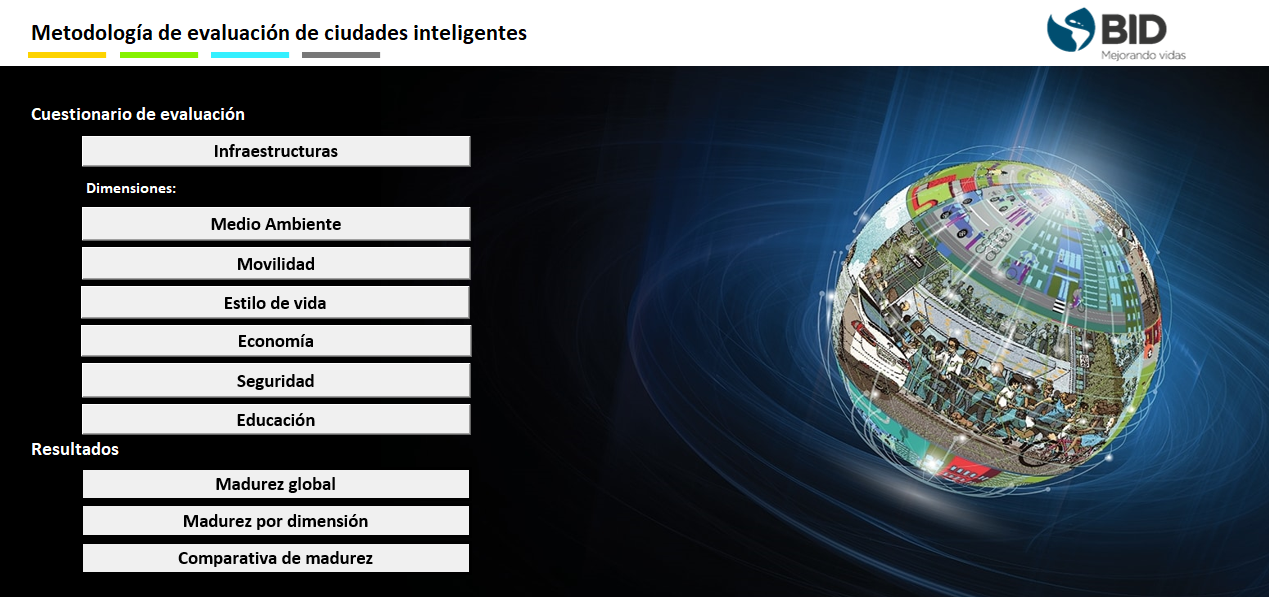 Metodología de evaluación de ciudades inteligentes
BID
Mejorando vidas
Cuestionario de evaluación
Infraestructuras
Dimensiones:
Medio Ambiente
Movilidad
Estilo de vida
Economía
Seguridad
Educación
Resultados
Madurez global
Madurez por dimensión
Comparativa de madurez